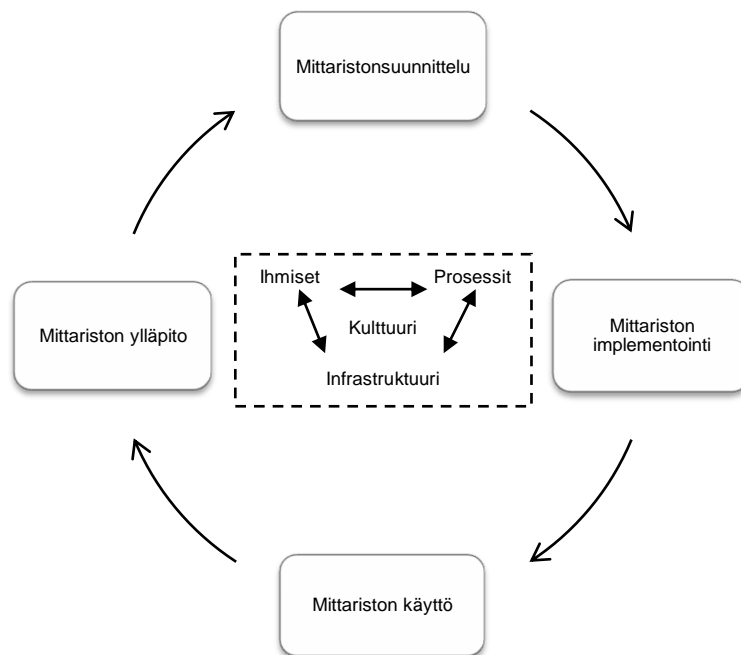 Mittaristonsuunnittelu
Ihmiset
Prosessit
Kulttuuri
Infrastruktuuri
Mittariston ylläpito
Mittariston
implementointi
Mittariston käyttö